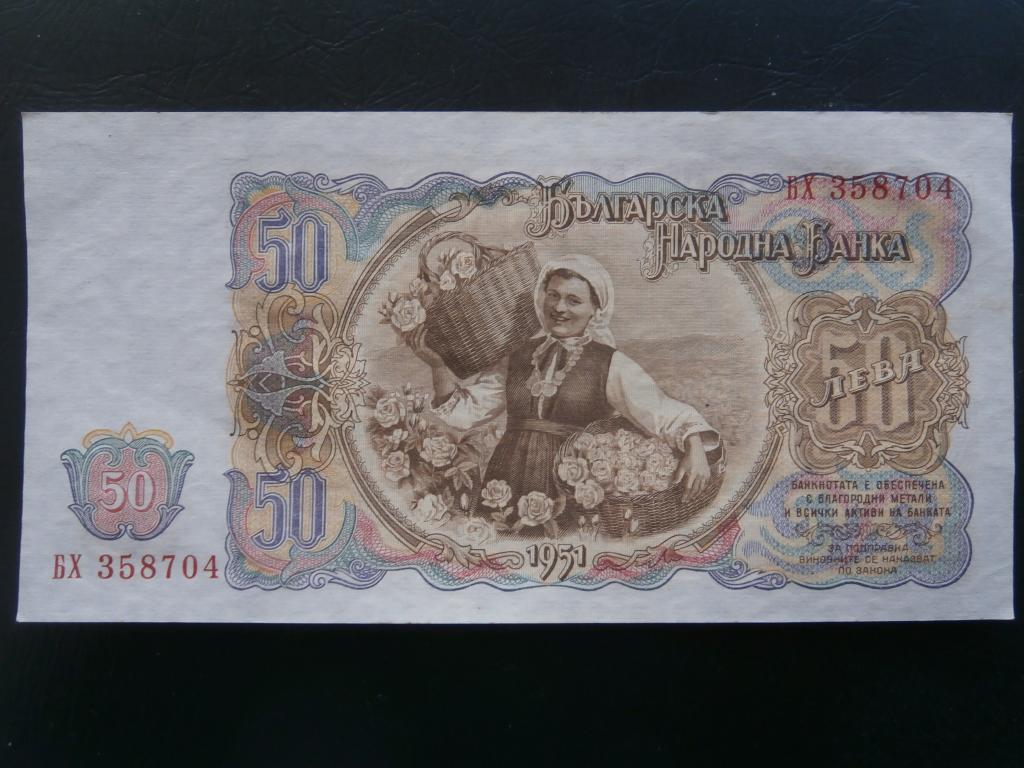 50
Българска
Народна Банка
БХ 358704
50
ЛЕВА
50
50
БАНКНОТАТА Е ОБЕСПЕЧЕНА
С БЛАГОРОДНИ МЕТАЛИ
И ВСИЧКИ АКТИВИ НА БАНКАТА
ЗА ПОДПРАВКА
ВИНОВНИТЕ СЕ НАКАЗВАТ
ПО ЗАКОНА
1951
БХ 358704